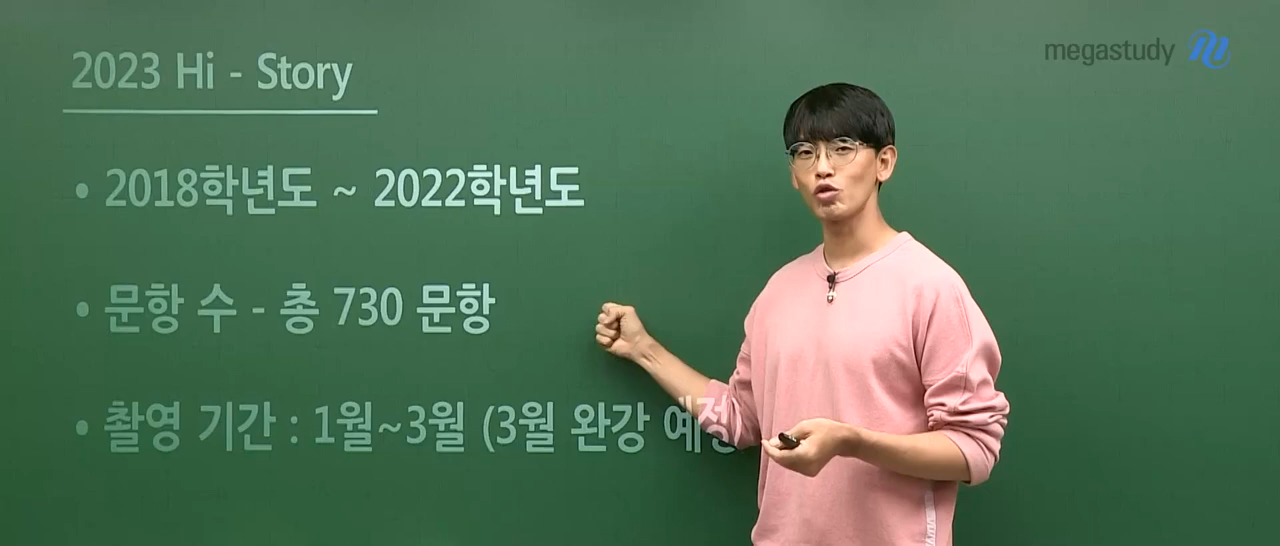 2023 Hi - Story
megastudy
• 2018학년도 ~ 2022학년도
• 문항 수 - 총 730 문항
• 촬영 기간 : 1월~3월 (3월 완강 예정